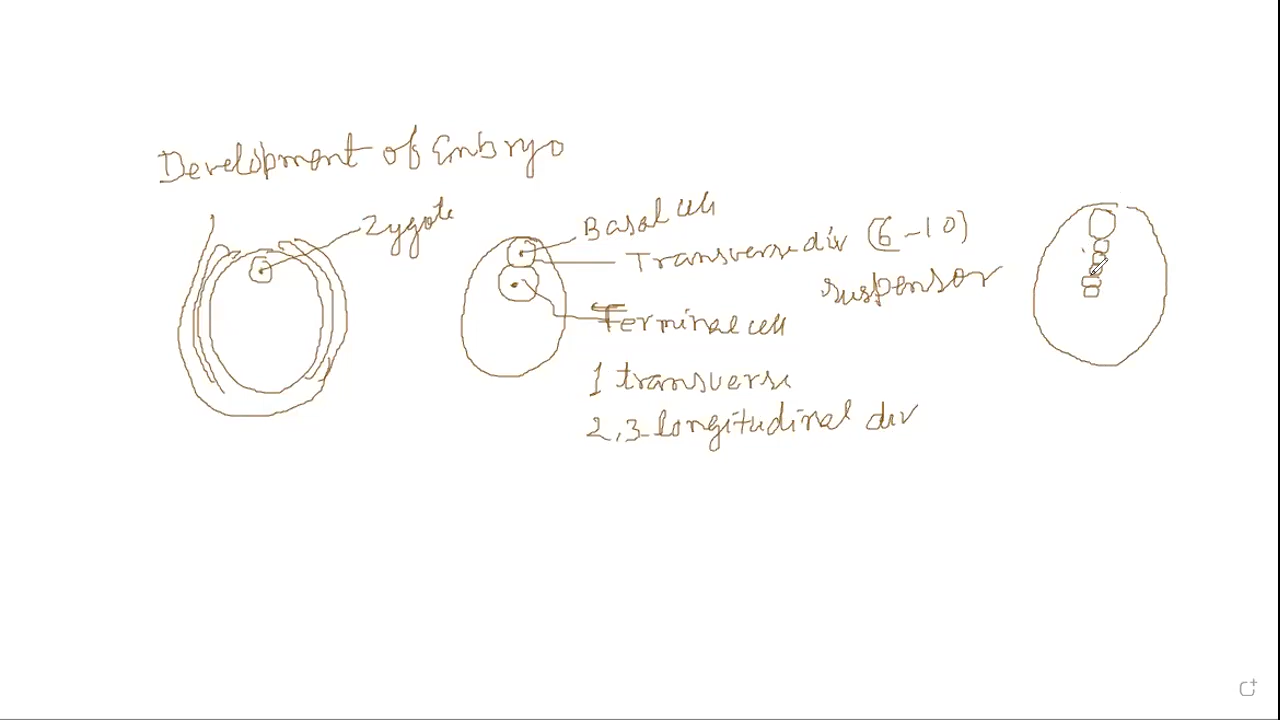 Development of Embryo
Zygote
Basal cell
Transverse div (6-10)
suspensor
Terminal cell
1 transverse
2,3-longitudinal div